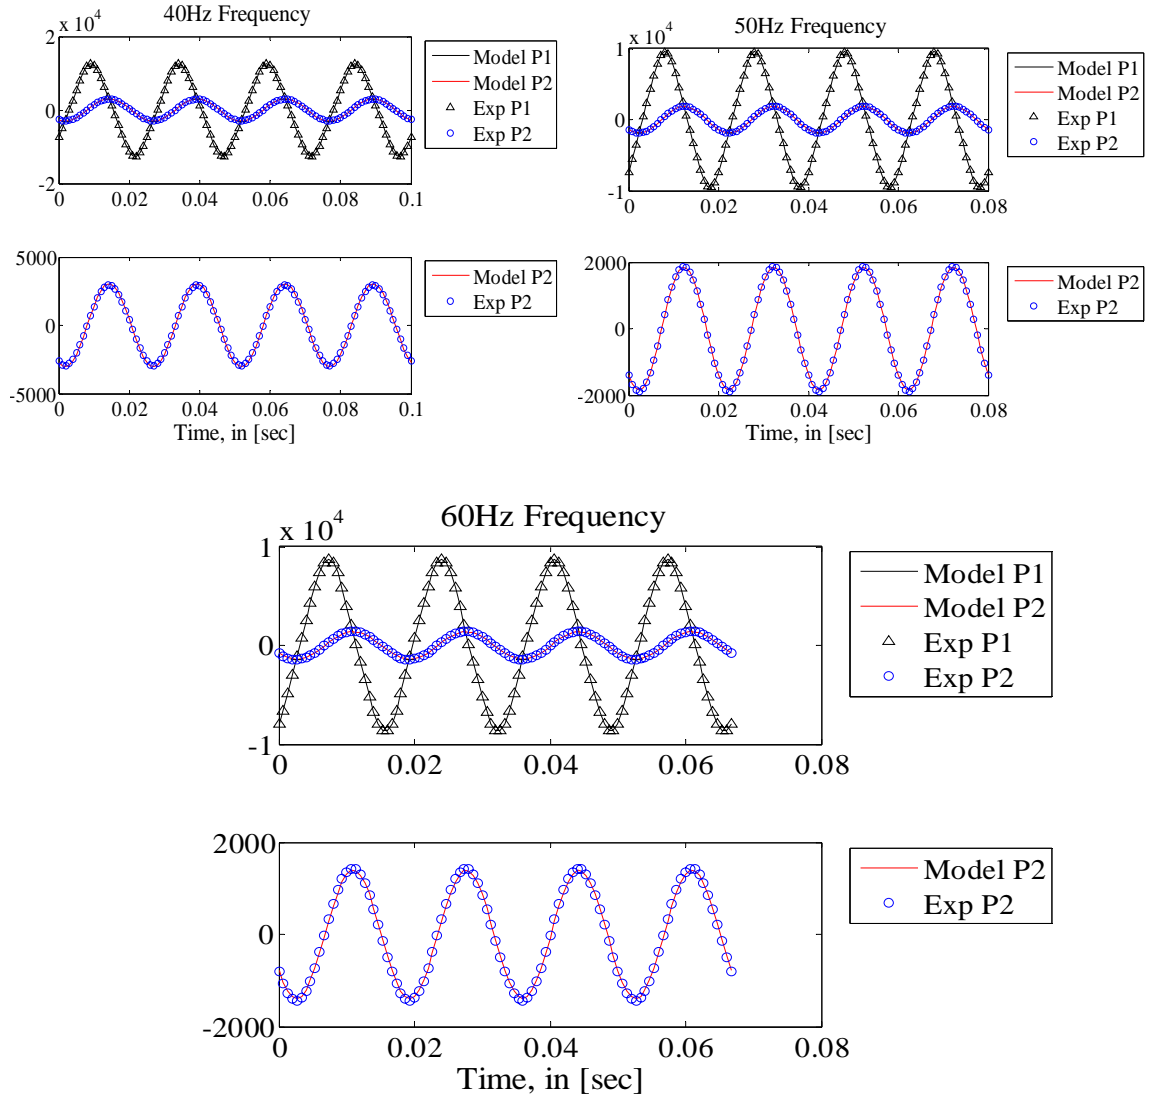 40Hz Frequency
x 10^4
2
0
-2
0 0.02 0.04 0.06 0.08 0.1
Model P1
Model P2
Exp P1
Exp P2
5000
0
-5000
0 0.02 0.04 0.06 0.08 0.1
Time, in [sec]
Model P2
Exp P2
50Hz Frequency
x 10^4
1
0
-1
0 0.02 0.04 0.06 0.08
Model P1
Model P2
Exp P1
Exp P2
2000
0
-2000
0 0.02 0.04 0.06 0.08
Time, in [sec]
Model P2
Exp P2
60Hz Frequency
x 10^4
1
0
-1
0 0.02 0.04 0.06 0.08
Model P1
Model P2
Exp P1
Exp P2
2000
0
-2000
0 0.02 0.04 0.06 0.08
Time, in [sec]
Model P2
Exp P2